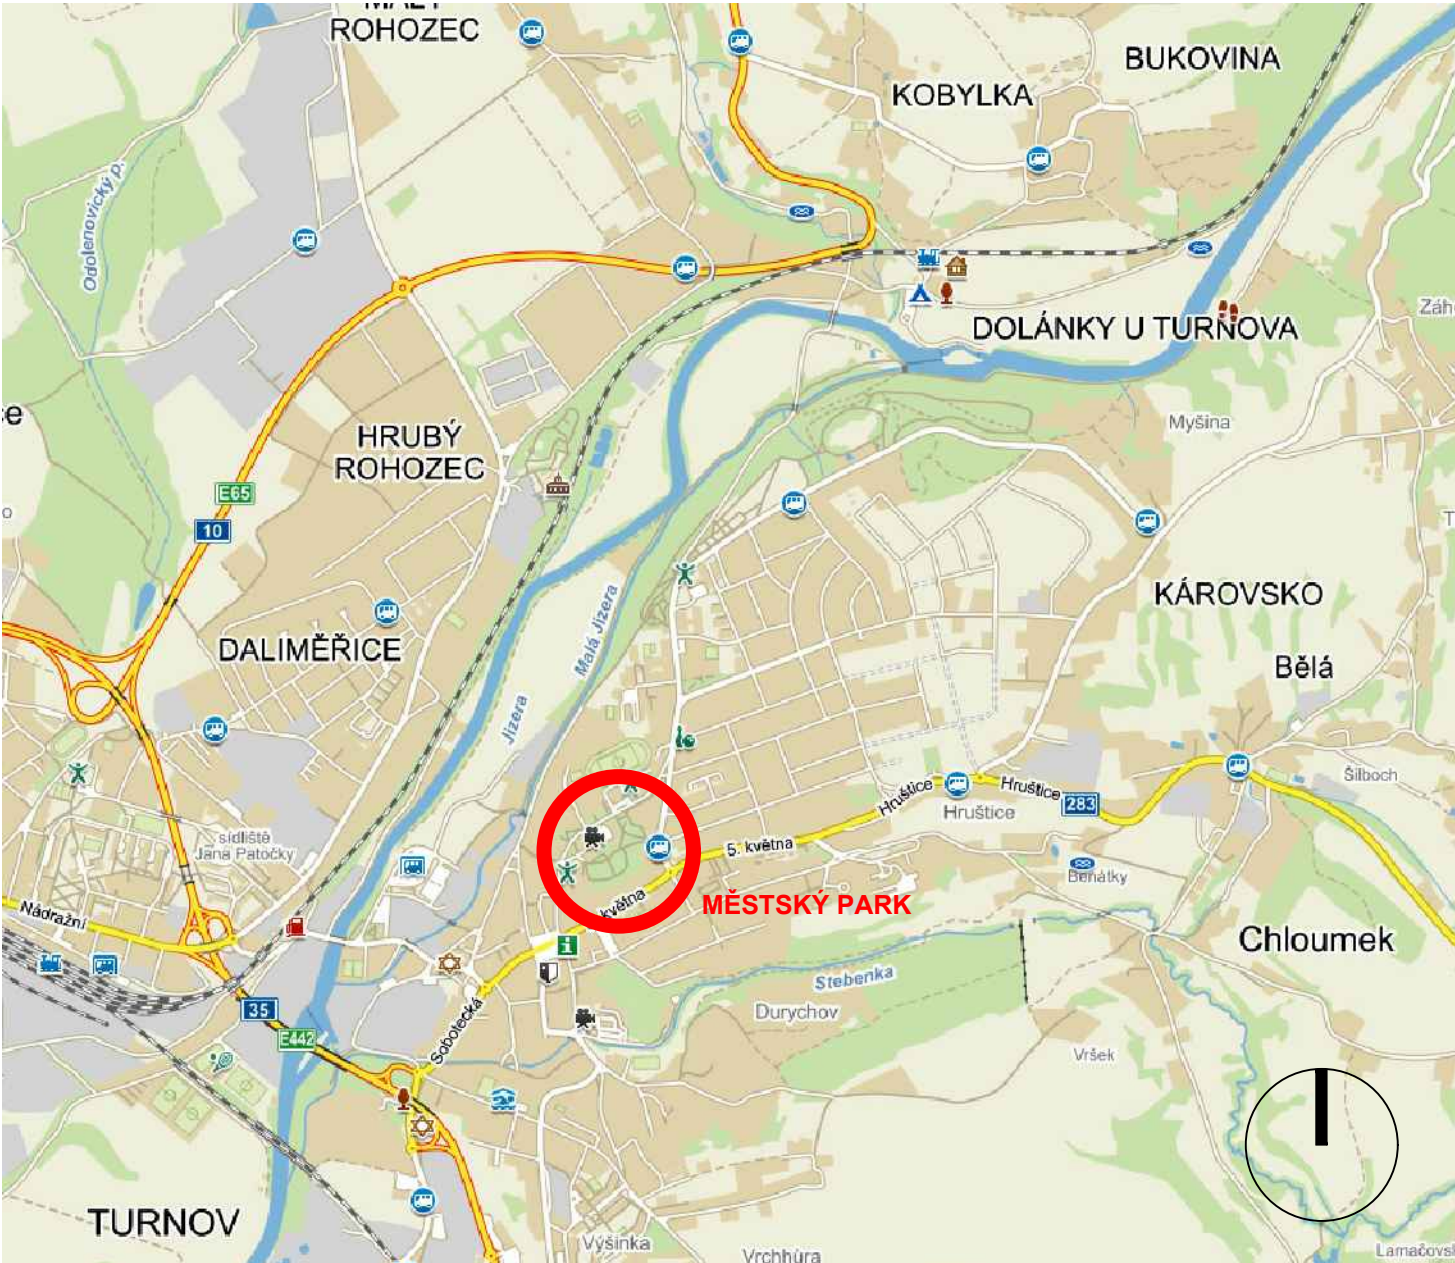 MALÝ
ROHOZEC
BUKOVINA
KOBYLKA
Odolenovický p.
DOLÁNKY U TURNOVA
Záh
ce
Myšina
HRUBÝ
ROHOZEC
E65
10
KÁROVSKO
Malá Jizera
DALIMĚŘICE
Bělá
Jizera
Šilboch
Hruštice
Hruštice
283
Hruštice
sídliště
Jana Patočky
5. května
Benátky
května
MĚSTSKÝ PARK
Nádražní
Chloumek
Stebenka
35
Durychov
Sobotecká
E442
Vršek
TURNOV
Výšinka
Vrchhůra
Lamačovsk